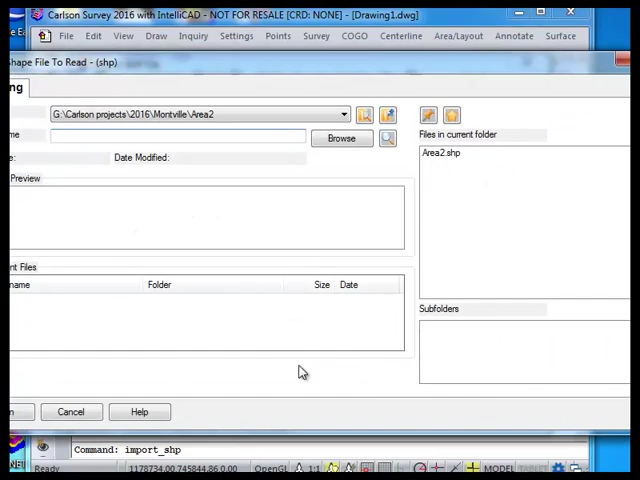 Carlson Survey 2016 with IntelliCAD - NOT FOR RESALE [CRD: NONE] - [Drawing1.dwg]
File Edit View Draw Inquiry Settings Points Survey COGO Centerline Area/Layout Annotate Surface
Shape File To Read - (shp)
ng
G:\Carlson projects\2016\Montville\Area2
Files in current folder
me
Browse
Area2.shp
e: Date Modified:
Preview
nt Files
name Folder Size Date
Subfolders
n Cancel Help
Command: import_shp
Ready 1178734.00,745844.86,0.00 OpenGL 1:1 MODEL TABLET